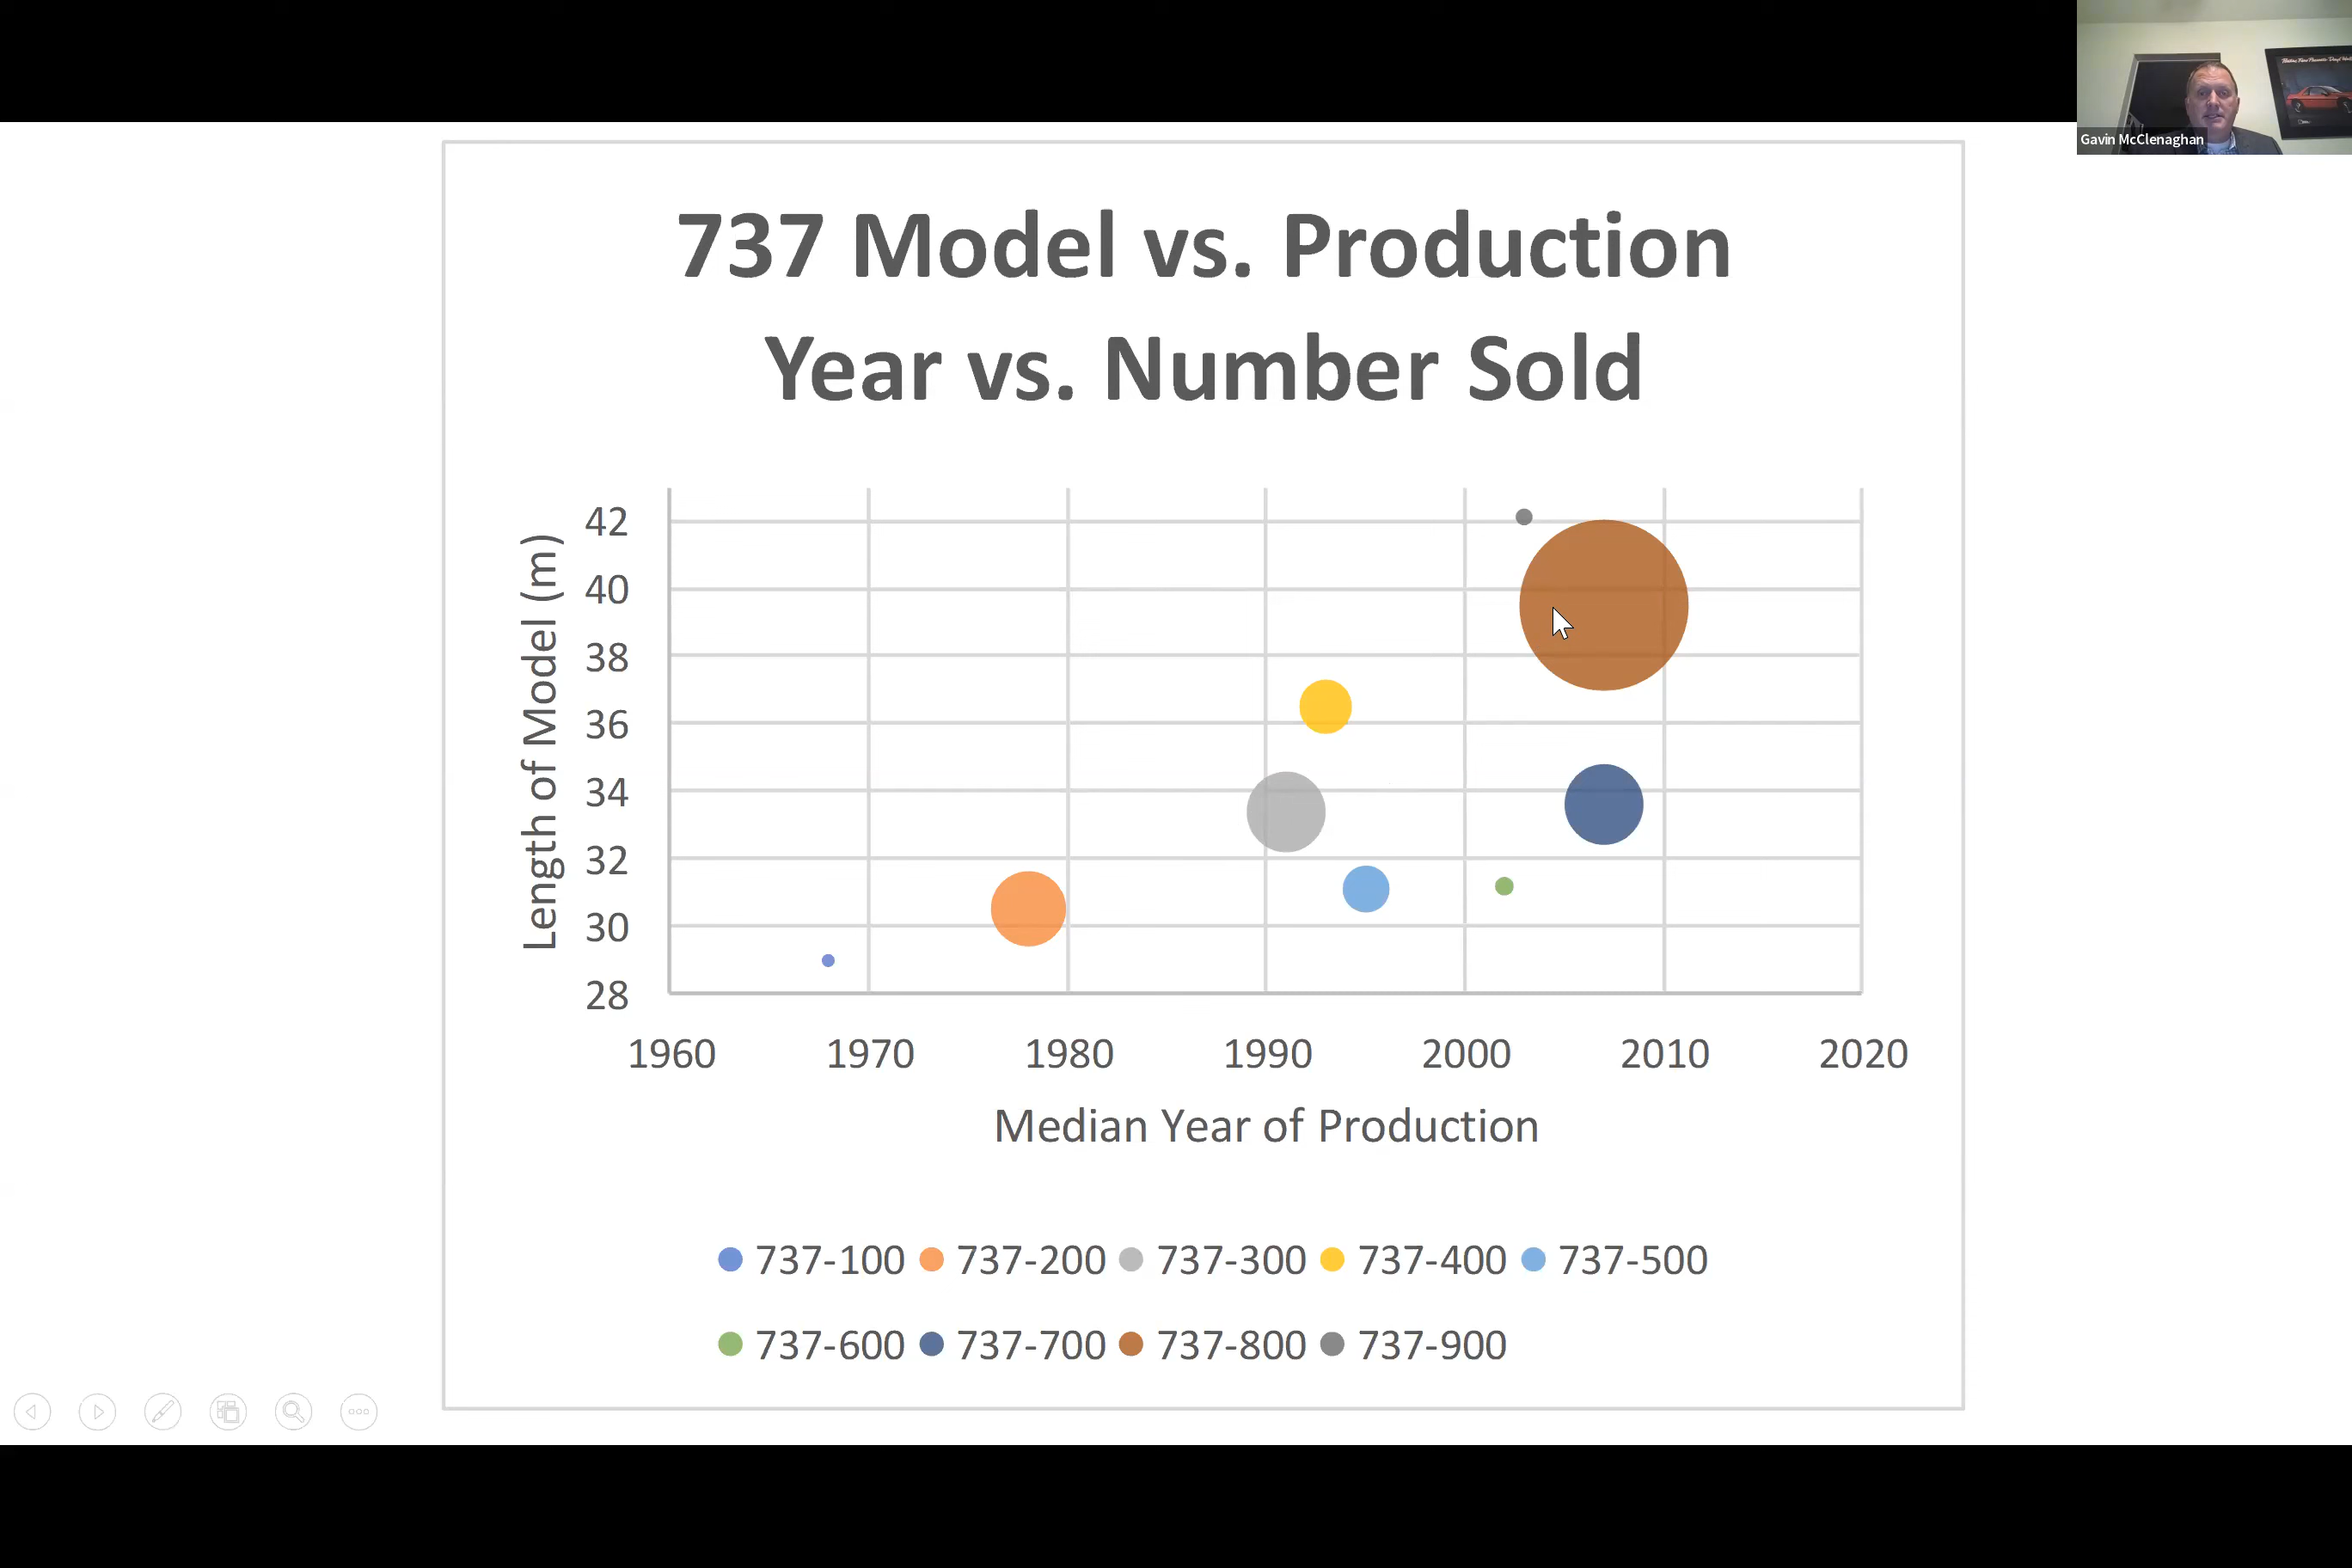 Gavin McClenaghan
737 Model vs. Production
Year vs. Number Sold
Length of Model (m)
42
40
38
36
34
32
30
28
1960 1970 1980 1990 2000 2010 2020
Median Year of Production
737-100 737-200 737-300 737-400 737-500
737-600 737-700 737-800 737-900